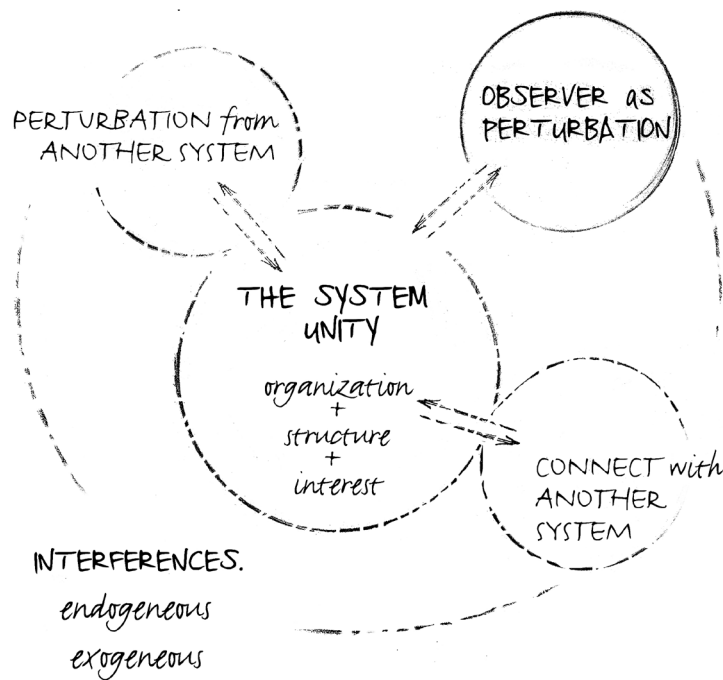 PERTURBATION from
ANOTHER SYSTEM
OBSERVER as
PERTURBATION
THE SYSTEM
UNITY
organization
+
structure
+
interest
CONNECT with
ANOTHER
SYSTEM
INTERFERENCES.
endogeneous
exogeneous